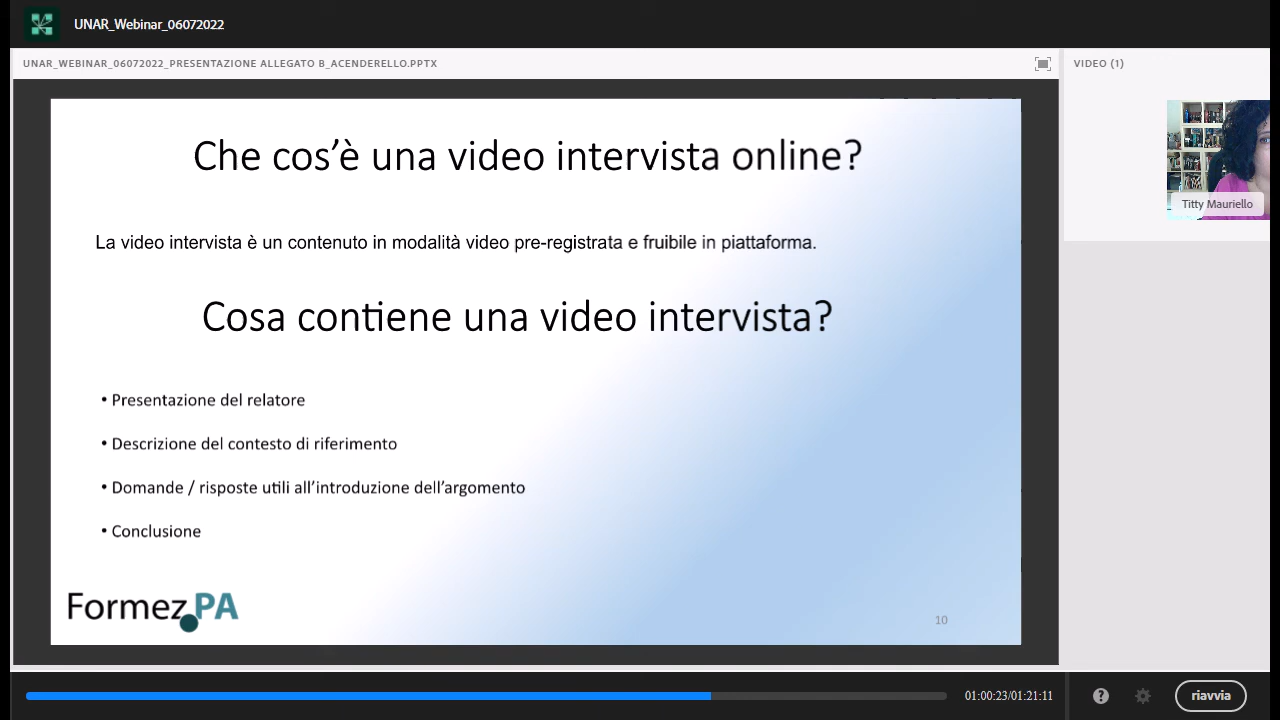 UNAR_Webinar_06072022
UNAR_WEBINAR_06072022_PRESENTAZIONE ALLEGATO B_ACENDERELLO.PPTX
VIDEO (1)
Che cos’è una video intervista online?
La video intervista è un contenuto in modalità video pre-registrata e fruibile in piattaforma.
Cosa contiene una video intervista?
• Presentazione del relatore
• Descrizione del contesto di riferimento
• Domande / risposte utili all’introduzione dell’argomento
• Conclusione
Formez.PA
10
Titty Mauriello
01:00:23/01:21:11
?
riavvia